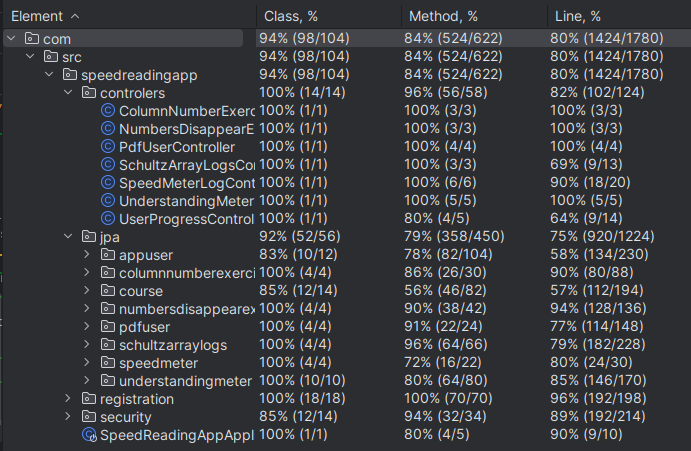 Element Class, % Method, % Line, %
com 94% (98/104) 84% (524/622) 80% (1424/1780)
src 94% (98/104) 84% (524/622) 80% (1424/1780)
speedreadingapp 94% (98/104) 84% (524/622) 80% (1424/1780)
controlers 100% (14/14) 96% (56/58) 82% (102/124)
ColumnNumberExerc 100% (1/1) 100% (3/3) 100% (3/3)
NumbersDisappearE 100% (1/1) 100% (3/3) 100% (3/3)
PdfUserController 100% (1/1) 100% (4/4) 100% (4/4)
SchultzArrayLogsCon 100% (1/1) 100% (3/3) 69% (9/13)
SpeedMeterLogCont 100% (1/1) 100% (6/6) 90% (18/20)
UnderstandingMeter 100% (1/1) 100% (5/5) 100% (5/5)
UserProgressControl 100% (1/1) 80% (4/5) 64% (9/14)
jpa 92% (52/56) 79% (358/450) 75% (920/1224)
appuser 83% (10/12) 78% (82/104) 58% (134/230)
columnnumberexerci 100% (4/4) 86% (26/30) 90% (80/88)
course 85% (12/14) 56% (46/82) 57% (112/194)
numbersdisappearex 100% (4/4) 90% (38/42) 94% (128/136)
pdfuser 100% (4/4) 91% (22/24) 77% (114/148)
schultzarraylogs 100% (4/4) 96% (64/66) 79% (182/228)
speedmeter 100% (4/4) 72% (16/22) 80% (24/30)
understandingmeter 100% (10/10) 80% (64/80) 85% (146/170)
registration 100% (18/18) 100% (70/70) 96% (192/198)
security 85% (12/14) 94% (32/34) 89% (192/214)
SpeedReadingAppAppl 100% (1/1) 80% (4/5) 90% (9/10)